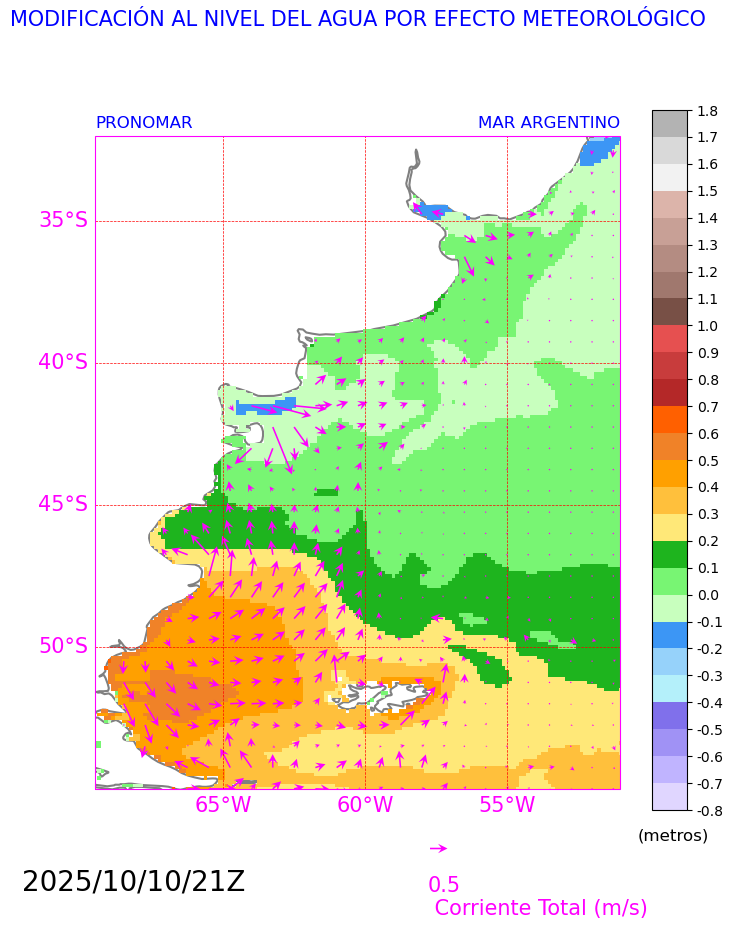 MODIFICACIÓN AL NIVEL DEL AGUA POR EFECTO METEOROLÓGICO
PRONOMAR
MAR ARGENTINO
35°S
40°S
45°S
50°S
65°W
60°W
55°W
1.8
1.7
1.6
1.5
1.4
1.3
1.2
1.1
1.0
0.9
0.8
0.7
0.6
0.5
0.4
0.3
0.2
0.1
0.0
-0.1
-0.2
-0.3
-0.4
-0.5
-0.6
-0.7
-0.8
(metros)
2025/10/10/21Z
0.5
Corriente Total (m/s)